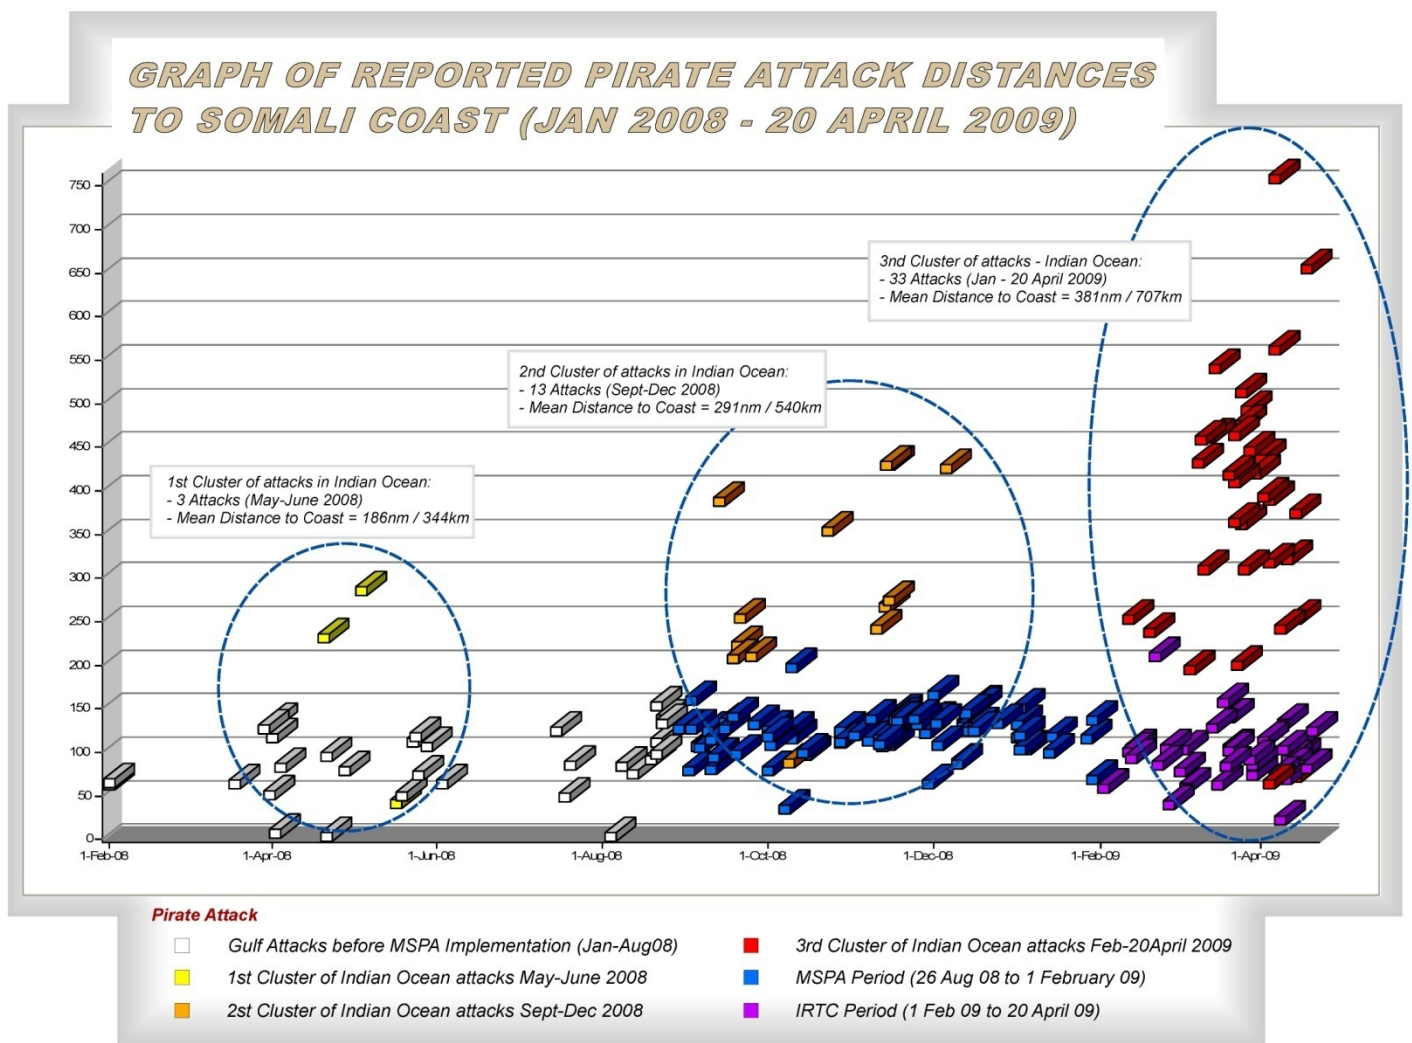 GRAPH OF REPORTED PIRATE ATTACK DISTANCES
TO SOMALI COAST (JAN 2008 - 20 APRIL 2009)
3nd Cluster of attacks - Indian Ocean:
- 33 Attacks (Jan - 20 April 2009)
- Mean Distance to Coast = 381nm / 707km
2nd Cluster of attacks in Indian Ocean:
- 13 Attacks (Sept-Dec 2008)
- Mean Distance to Coast = 291nm / 540km
1st Cluster of attacks in Indian Ocean:
- 3 Attacks (May-June 2008)
- Mean Distance to Coast = 186nm / 344km
750
700
650
600
550
500
450
400
350
300
250
200
150
100
50
0
1-Feb-08 1-Apr-08 1-Jun-08 1-Aug-08 1-Oct-08 1-Dec-08 1-Feb-09 1-Apr-09
Pirate Attack
Gulf Attacks before MSPA Implementation (Jan-Aug08)
1st Cluster of Indian Ocean attacks May-June 2008
2st Cluster of Indian Ocean attacks Sept-Dec 2008
3rd Cluster of Indian Ocean attacks Feb-20April 2009
MSPA Period (26 Aug 08 to 1 February 09)
IRTC Period (1 Feb 09 to 20 April 09)